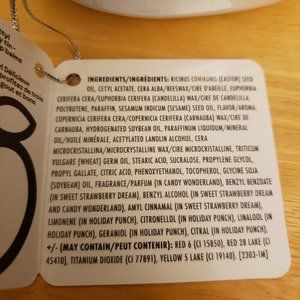 tty!
tin -
Délicieux
goût et bons
INGREDIENTS/INGRÉDIENTS: RICINUS COMMUNIS (CASTOR) SEED
OIL, CETYL ACETATE, CERA ALBA/BEESWAX/CIRE D'ABEILLE, EUPHORBIA
CERIFERA CERA/EUPHORBIA CERIFERA (CANDELILLA) WAX/CIRE DE CANDELILLA,
POLYBUTENE, PARAFFIN, SESAMUM INDICUM (SESAME) SEED OIL, FLAVOR/AROMA,
COPERNICIA CERIFERA CERA/COPERNICIA CERIFERA (CARNAUBA) WAX/CIRE DE
CARNAUBA, HYDROGENATED SOYBEAN OIL, PARAFFINUM LIQUIDUM/MINERAL
OIL/HUILE MINÉRALE, ACETYLATED LANOLIN ALCOHOL, CERA
MICROCRISTALLINA/MICROCRYSTALLINE WAX/CIRE MICROCRISTALLINE, TRITICUM
VULGARE (WHEAT) GERM OIL, STEARIC ACID, SUCRALOSE, PROPYLENE GLYCOL,
PROPYL GALLATE, CITRIC ACID, PHENOXYETHANOL, TOCOPHEROL, GLYCINE SOJA
(SOYBEAN) OIL, FRAGRANCE/PARFUM (IN CANDY WONDERLAND), BENZYL BENZOATE
(IN SWEET STRAWBERRY DREAM), BENZYL ALCOHOL (IN SWEET STRAWBERRY DREAM
AND CANDY WONDERLAND), AMYL CINNAMAL (IN SWEET STRAWBERRY DREAM),
LIMONENE (IN HOLIDAY PUNCH), CITRONELLOL (IN HOLIDAY PUNCH), LINALOOL (IN
HOLIDAY PUNCH), GERANIOL (IN HOLIDAY PUNCH), CITRAL (IN HOLIDAY PUNCH).
+/- (MAY CONTAIN/PEUT CONTENIR): RED 6 (CI 15850), RED 28 LAKE (CI
45410), TITANIUM DIOXIDE (CI 77891), YELLOW 5 LAKE (CI 19140). [2303-1M]